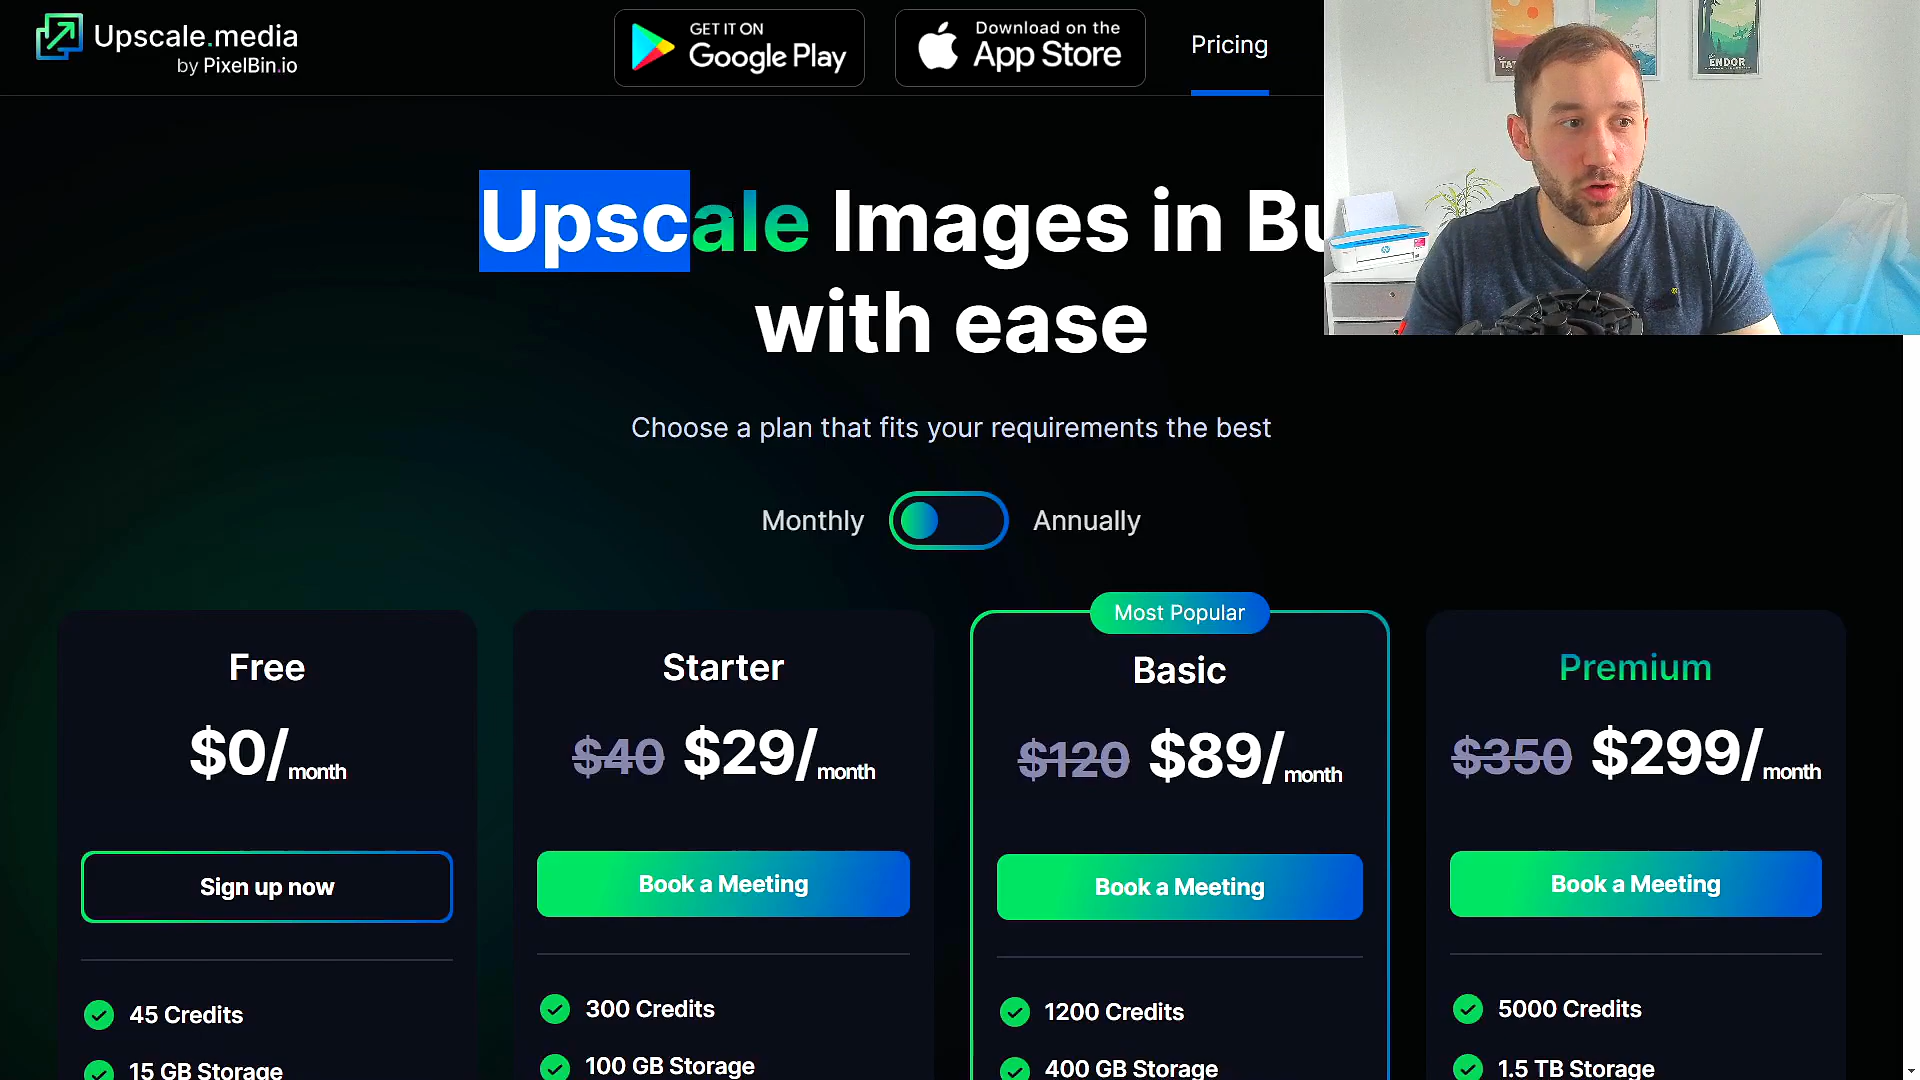 Upscale.media
by PixelBin.io
GET IT ON
Google Play
Download on the
App Store
Pricing
Upscale Images in Bu
with ease
Choose a plan that fits your requirements the best
Monthly
Annually
Free
$0/month
Sign up now
45 Credits
15 GB Storage
Starter
$40 $29/month
Book a Meeting
300 Credits
100 GB Storage
Most Popular
Basic
$120 $89/month
Book a Meeting
1200 Credits
400 GB Storage
Premium
$350 $299/month
Book a Meeting
5000 Credits
1.5 TB Storage
ENDOR
hp